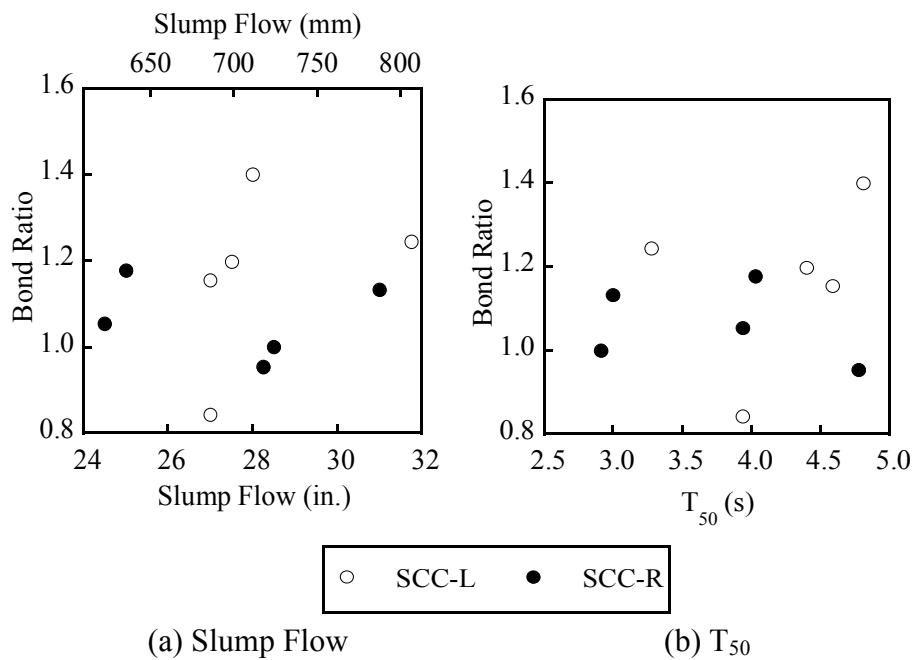 Slump Flow (mm)
650 700 750 800
1.6
1.4
1.2
1.0
0.8
Bond Ratio
24 26 28 30 32
Slump Flow (in.)
1.6
1.4
1.2
1.0
0.8
Bond Ratio
2.5 3.0 3.5 4.0 4.5 5.0
T50 (s)
SCC-L SCC-R
(a) Slump Flow
(b) T50